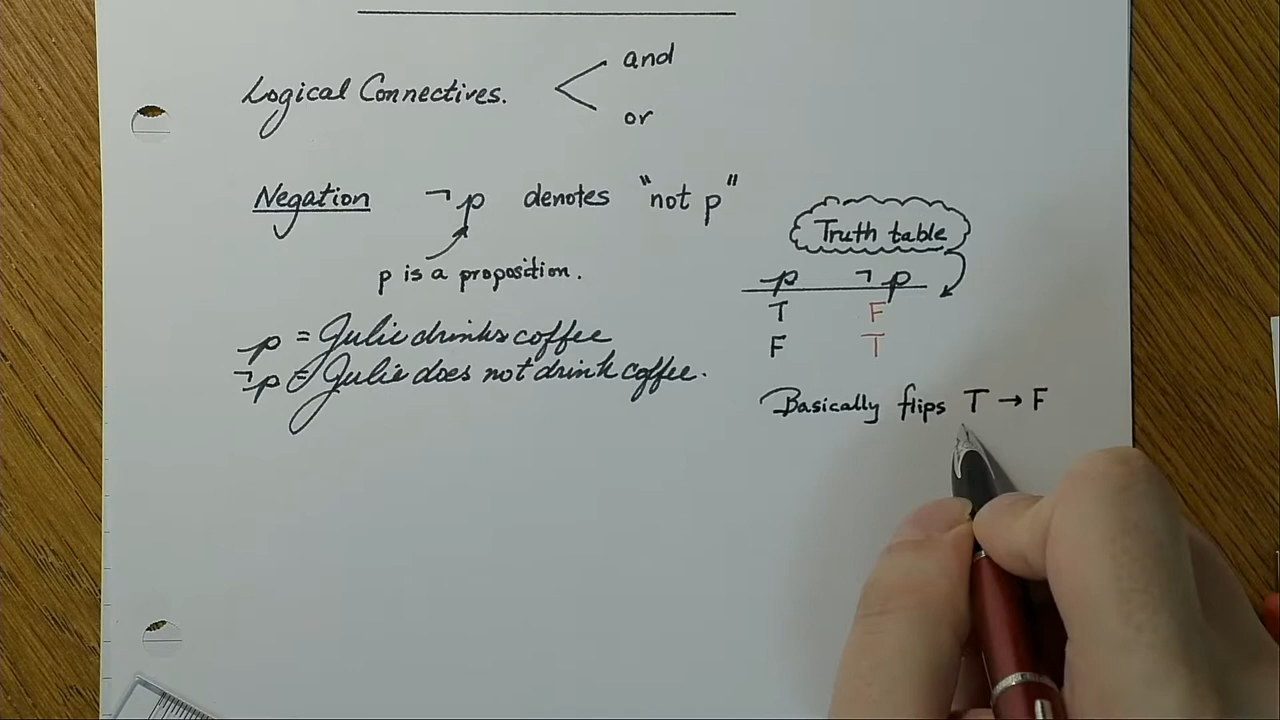 Logical Connectives. < and
or
Negation ¬p denotes "not p"
p is a proposition.
p = Julie drinks coffee
¬p = Julie does not drink coffee.
Truth table
p ¬p
T F
F T
Basically flips T → F